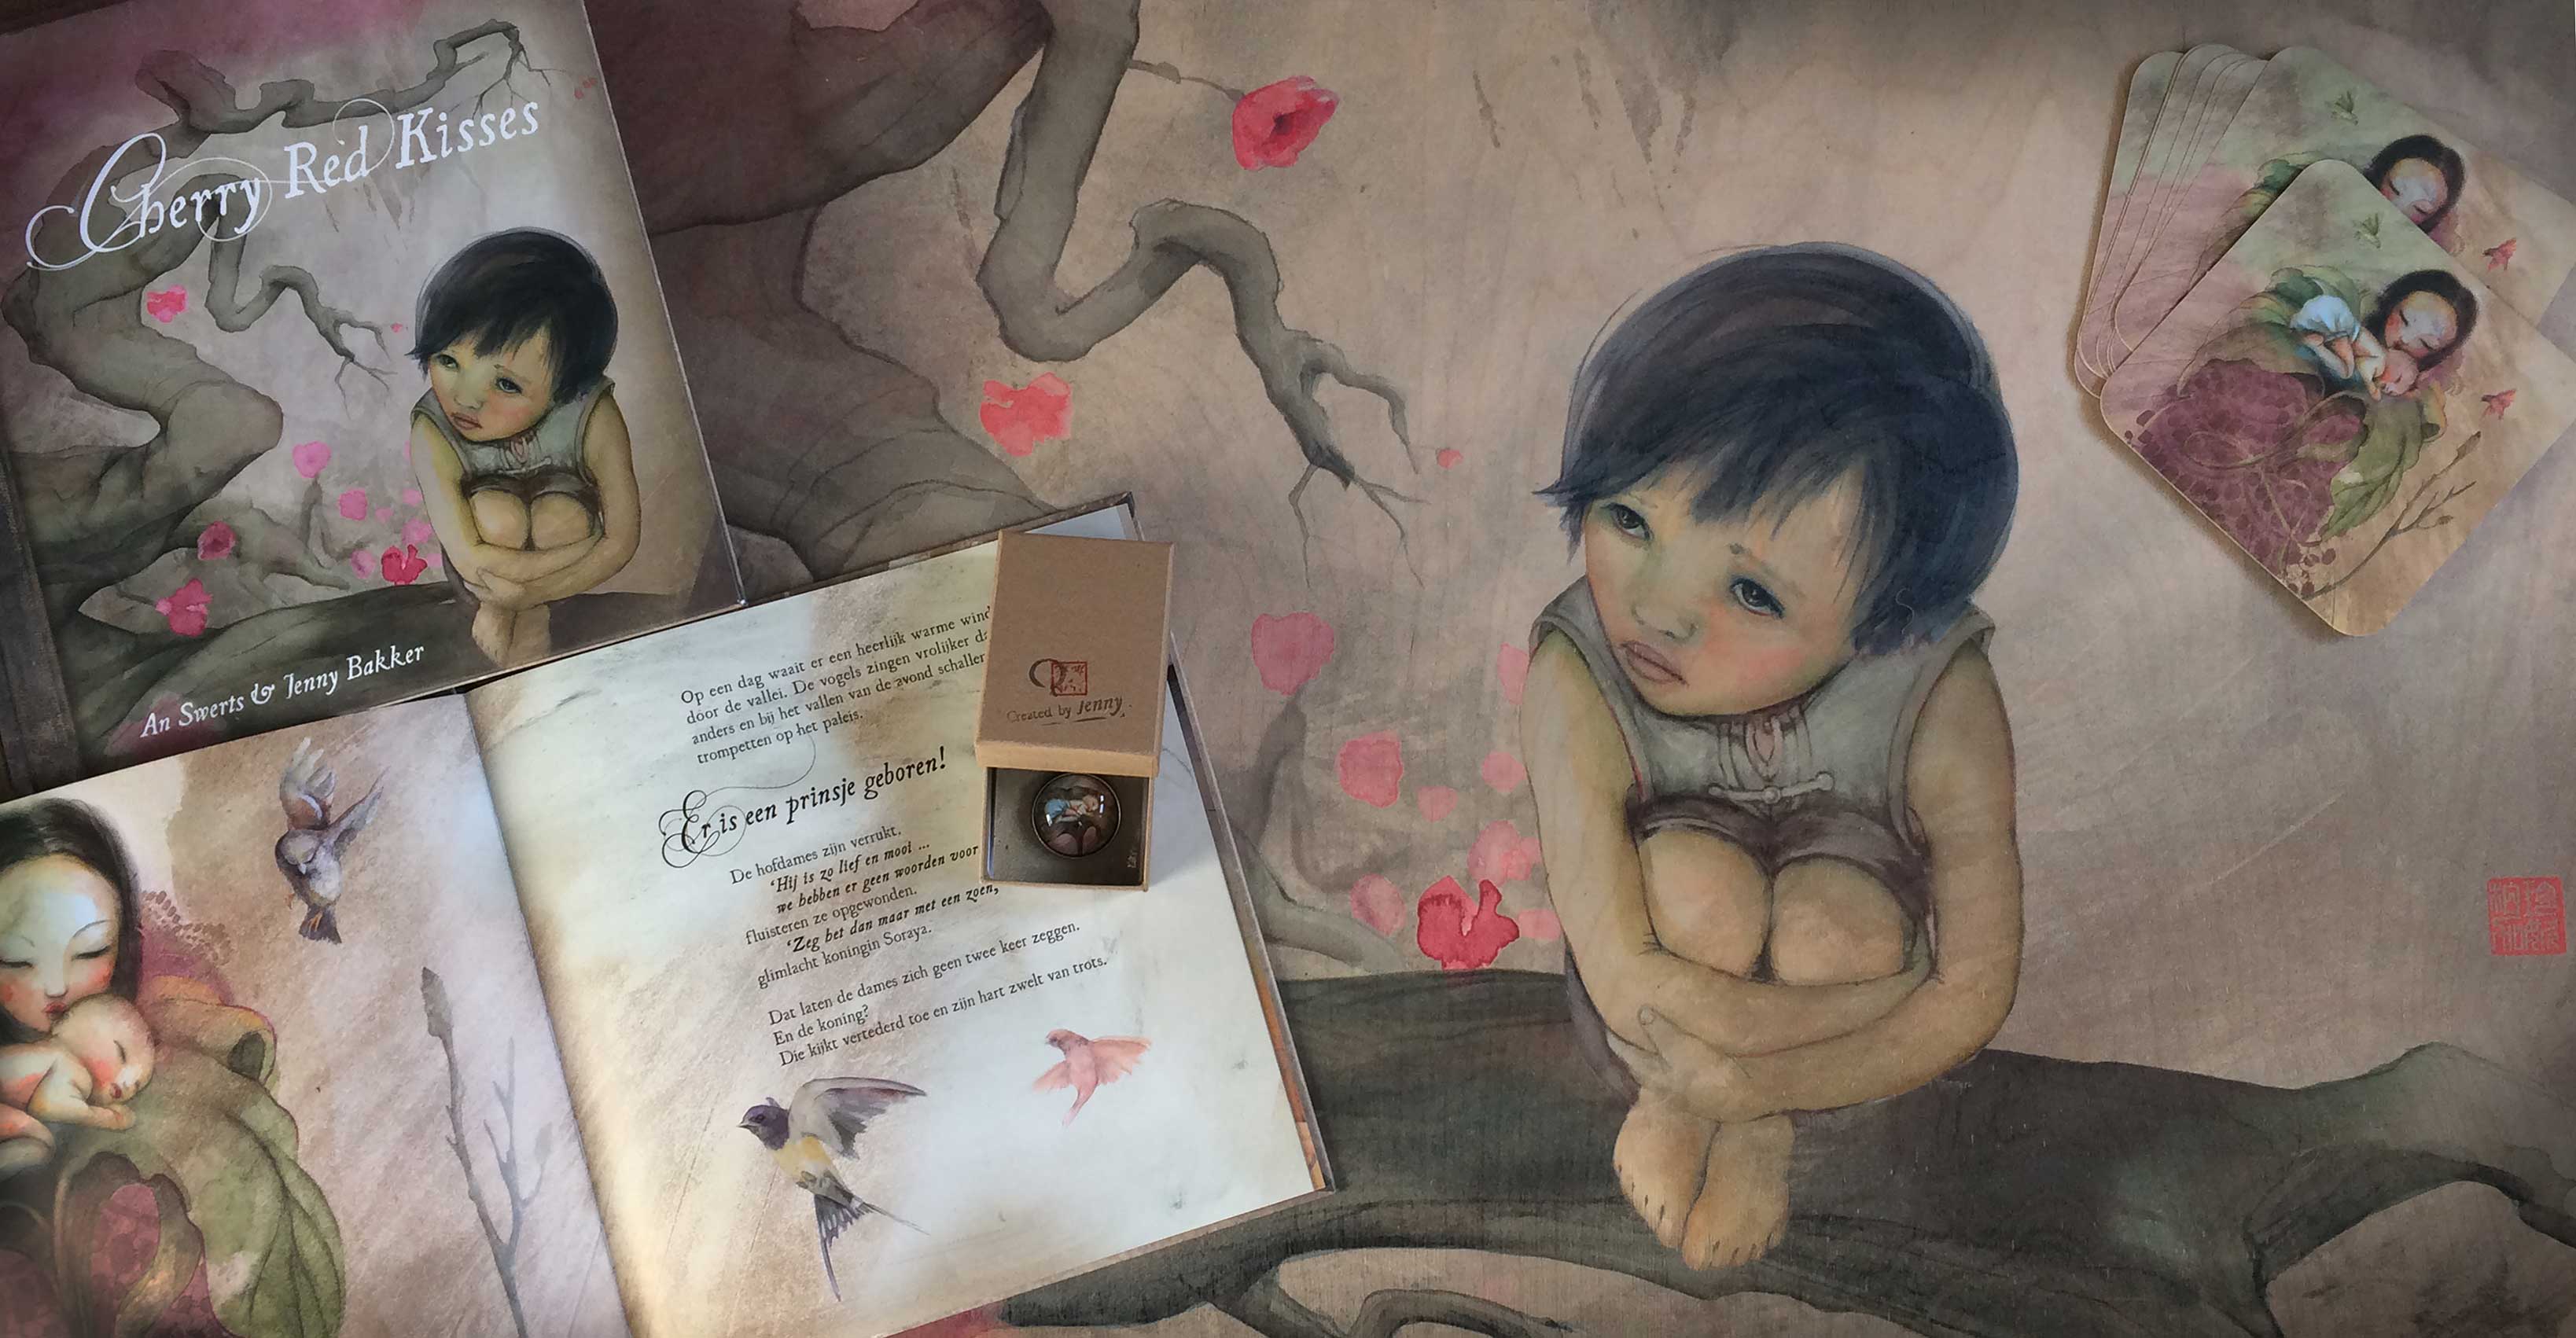 Cherry Red Kisses
An Swerts & Jenny Bakker
Op een dag waait er een heerlijk warme wind
door de vallei. De vogels zingen vrolijker
anders en bij het vallen van de avond schaller
trompetten op het paleis.
Er is een prinsje geboren!
De hofdames zijn verrukt.
‘Hij is zo lief en mooi ...
we hebben er geen woorden voor
fluisteren ze opgewonden.
‘Zeg het dan maar met een zoen,
glimlacht koningin Soraya.
Dat laten de dames zich geen twee keer zeggen.
En de koning?
Die kijkt vertederd toe en zijn hart zwelt van trots.
Created by Jenny